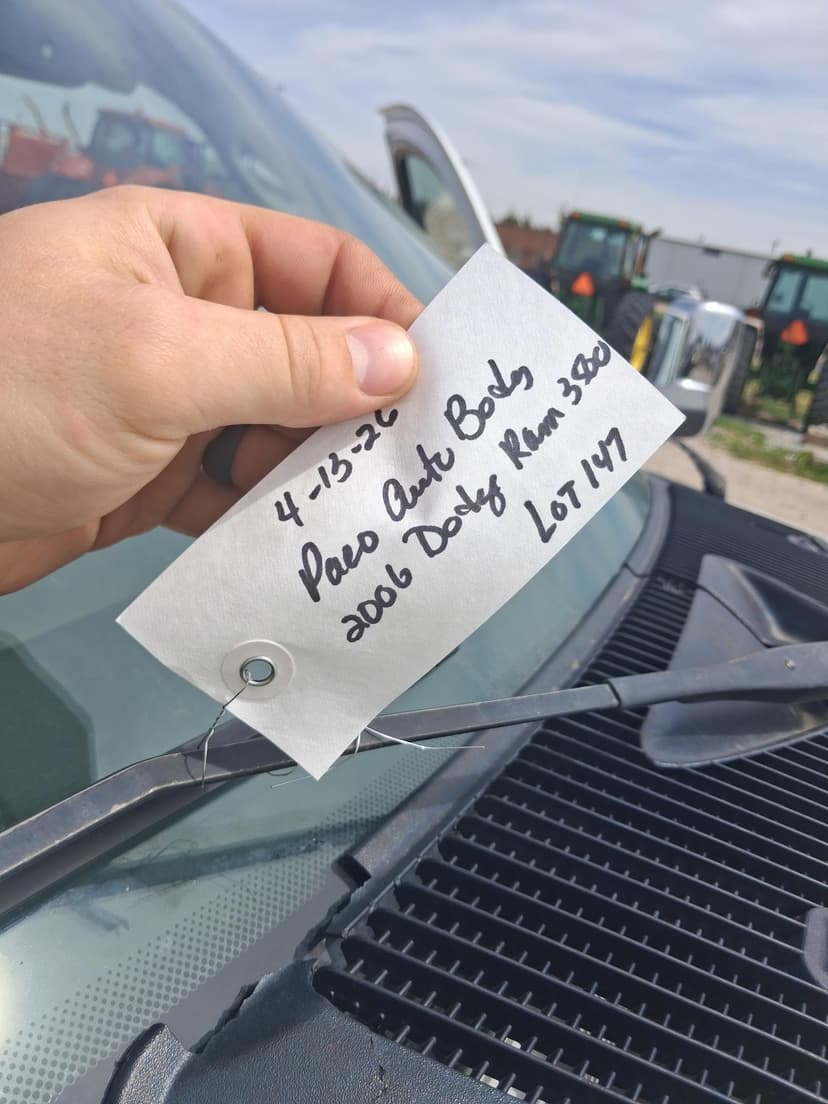 4-13-26
Paco Auto Body
2006 Dodge Ram 3500
Lot 147